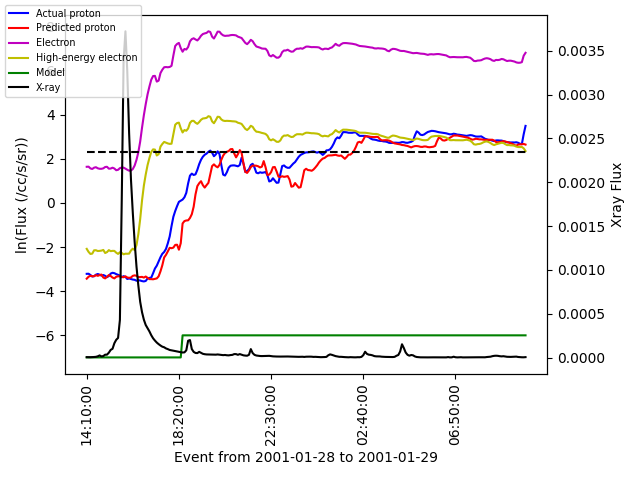 Actual proton
Predicted proton
Electron
High-energy electron
Model
X-ray
4
2
0
−2
−4
−6
ln(Flux (/cc/s/sr))
0.0035
0.0030
0.0025
0.0020
0.0015
0.0010
0.0005
0.0000
Xray Flux
14:10:00
18:20:00
22:30:00
02:40:00
06:50:00
Event from 2001-01-28 to 2001-01-29